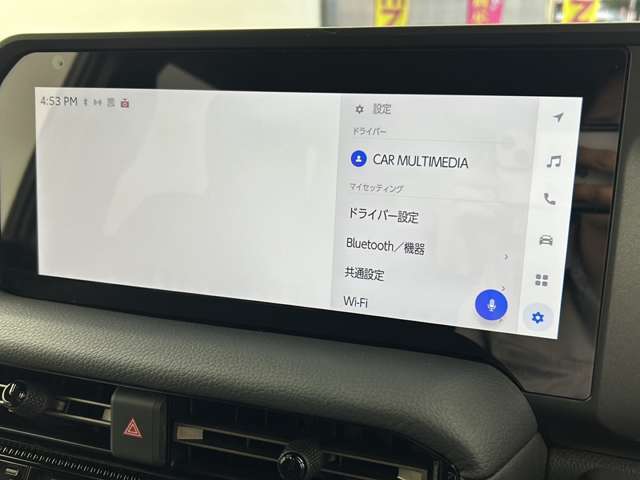 4:53 PM
設定
ドライバー
CAR MULTIMEDIA
マイセッティング
ドライバー設定
Bluetooth／機器
共通設定
Wi-Fi